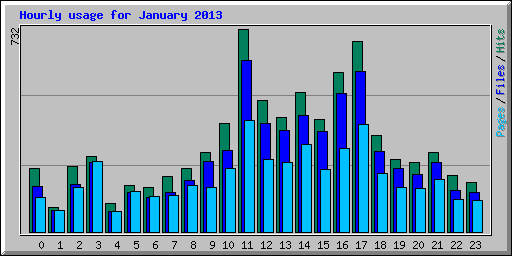 Hourly usage for January 2013
732
Pages/Files/Hits
0 1 2 3 4 5 6 7 8 9 10 11 12 13 14 15 16 17 18 19 20 21 22 23